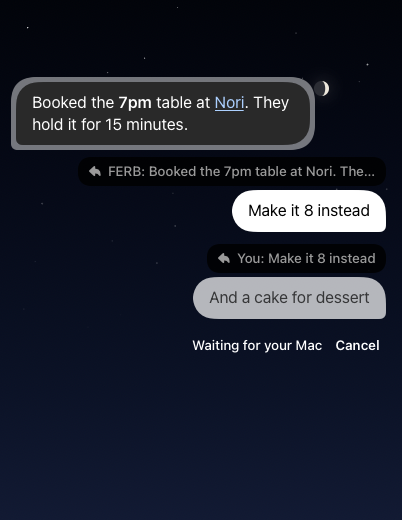 Booked the 7pm table at Nori. They
hold it for 15 minutes.
FERB: Booked the 7pm table at Nori. The...
Make it 8 instead
You: Make it 8 instead
And a cake for dessert
Waiting for your Mac Cancel